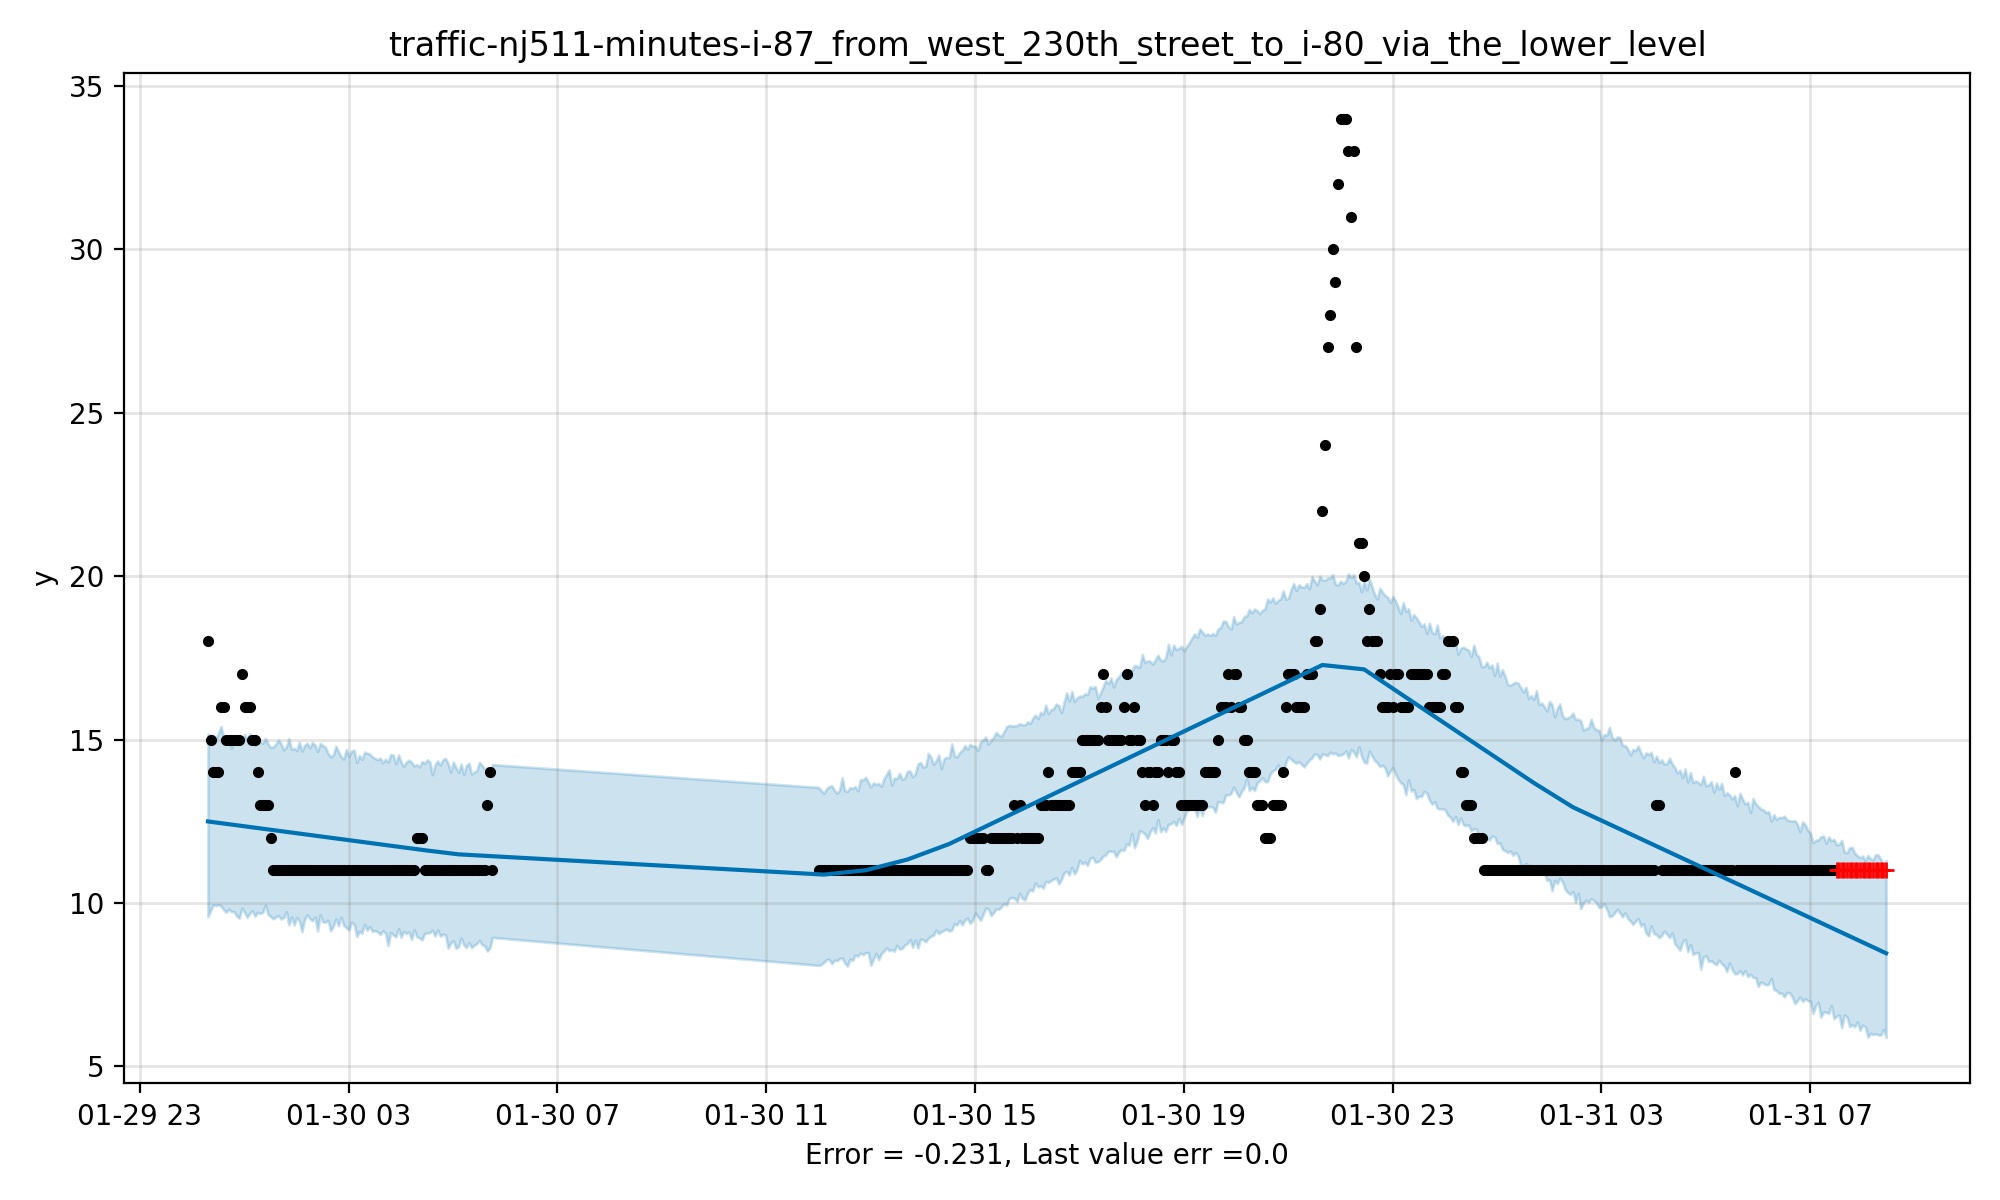 traffic-nj511-minutes-i-87_from_west_230th_street_to_i-80_via_the_lower_level
35
30
25
20
15
10
5
y
01-29 23 01-30 03 01-30 07 01-30 11 01-30 15 01-30 19 01-30 23 01-31 03 01-31 07
Error = -0.231, Last value err =0.0